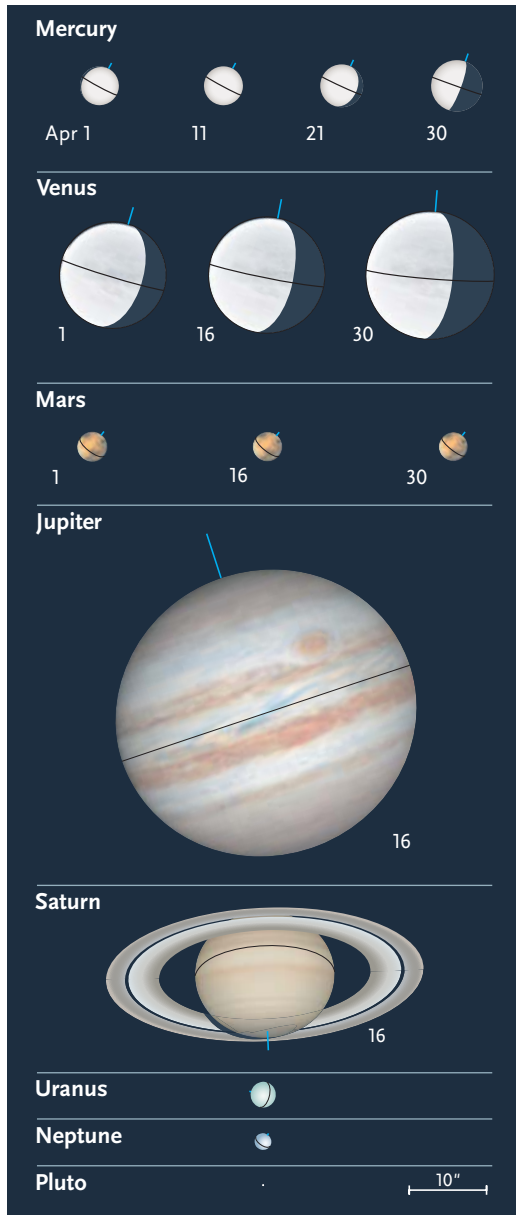 Mercury
Apr 1 11 21 30
Venus
1 16 30
Mars
1 16 30
Jupiter
16
Saturn
16
Uranus
Neptune
Pluto 10"